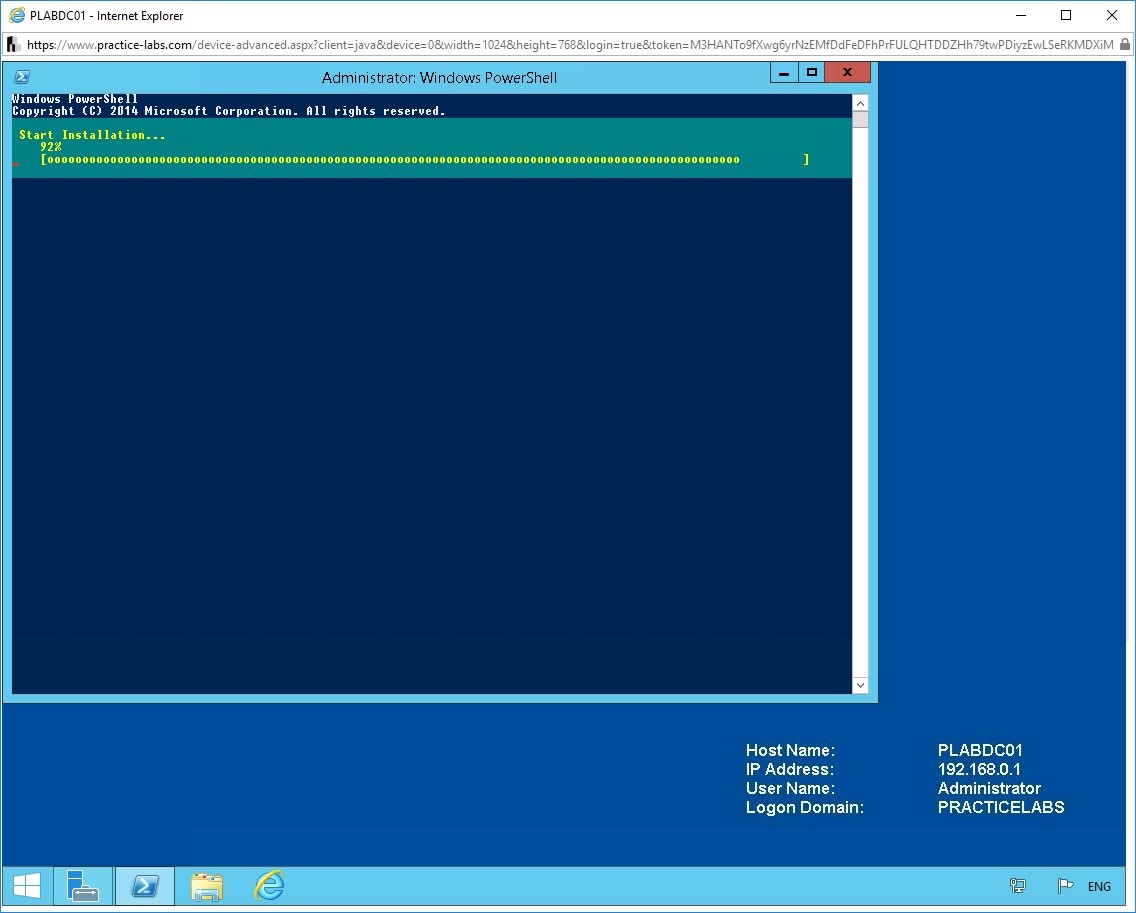 PLABDC01 - Internet Explorer
https://www.practice-labs.com/device-advanced.aspx?client=java&device=0&width=1024&height=768&login=true&token=M3HANTo9fXwg6yrNzEMfDdFeDFhPrFULQHTDDZHh79twPDiyzEwLSeRKMDXiM
Administrator: Windows PowerShell
Windows PowerShell
Copyright (C) 2014 Microsoft Corporation. All rights reserved.
Start Installation...
92%
[ooooooooooooooooooooooooooooooooooooooooooooooooooooooooooooooooooooooooooooooooooooooooooooooooooo         ]
Host Name: PLABDC01
IP Address: 192.168.0.1
User Name: Administrator
Logon Domain: PRACTICELABS
ENG